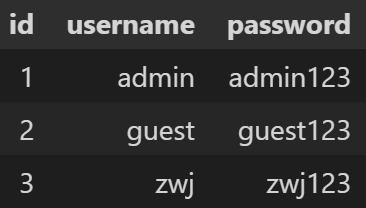 id username password
1 admin admin123
2 guest guest123
3 zwj zwj123